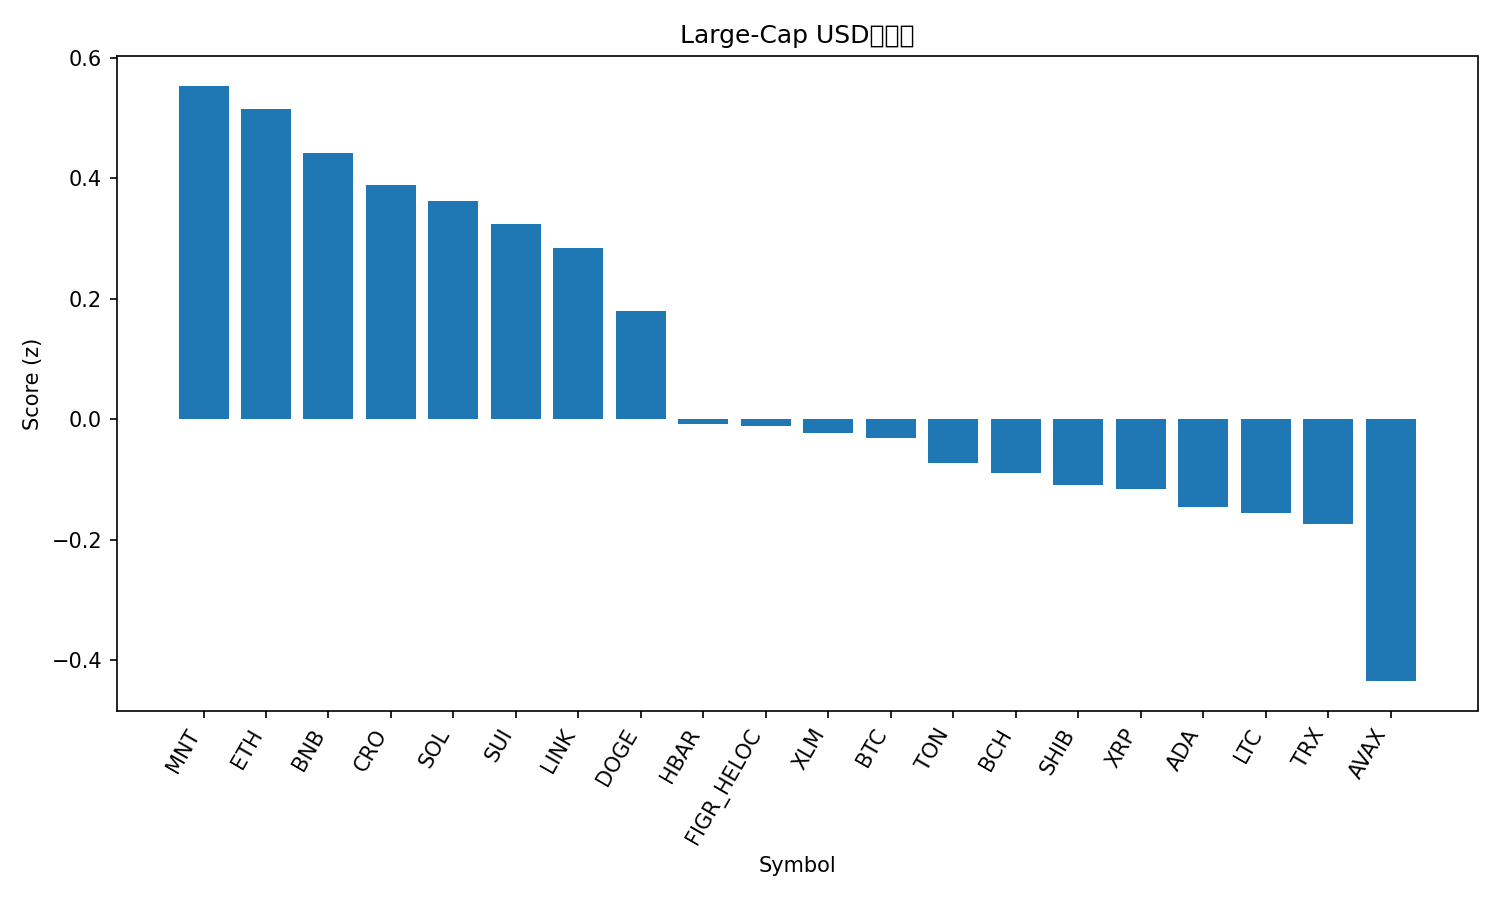 Large-Cap USD
Score (z)
0.6
0.4
0.2
0.0
−0.2
−0.4
MNT
ETH
BNB
CRO
SOL
SUI
LINK
DOGE
HBAR
FIGR_HELOC
XLM
BTC
TON
BCH
SHIB
XRP
ADA
LTC
TRX
AVAX
Symbol